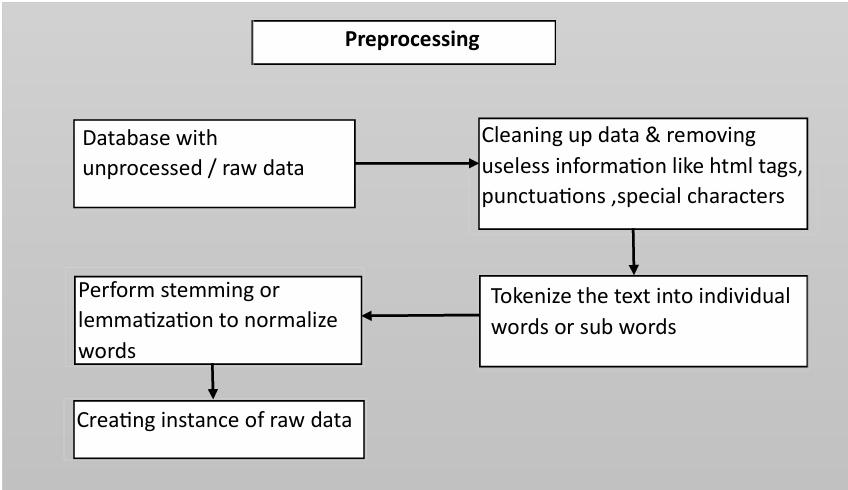 Preprocessing
Database with
unprocessed / raw data
Cleaning up data & removing
useless information like html tags,
punctuations ,special characters
Tokenize the text into individual
words or sub words
Perform stemming or
lemmatization to normalize
words
Creating instance of raw data